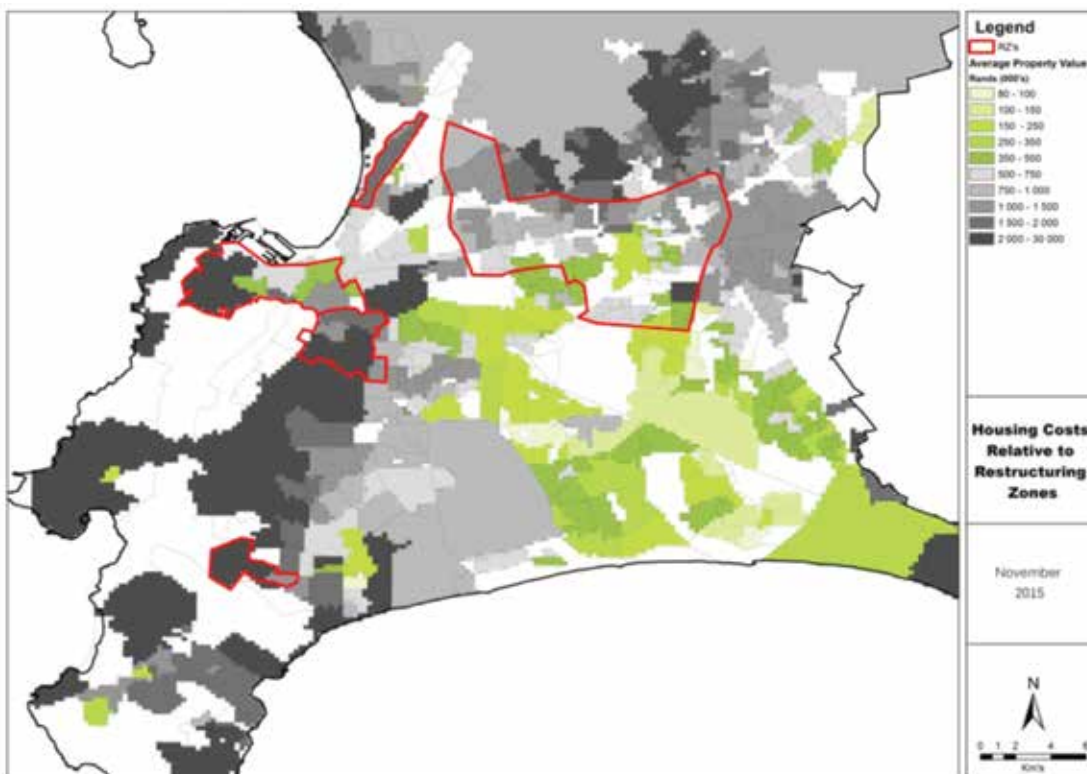 Legend
RZ's
Average Property Value
Rands (000's)
80 - 100
100 - 150
150 - 250
250 - 350
350 - 500
500 - 750
750 - 1 000
1 000 - 1 500
1 500 - 2 000
2 000 - 30 000
Housing Costs
Relative to
Restructuring
Zones
November
2015
N
0 1 2 4 6
Km's